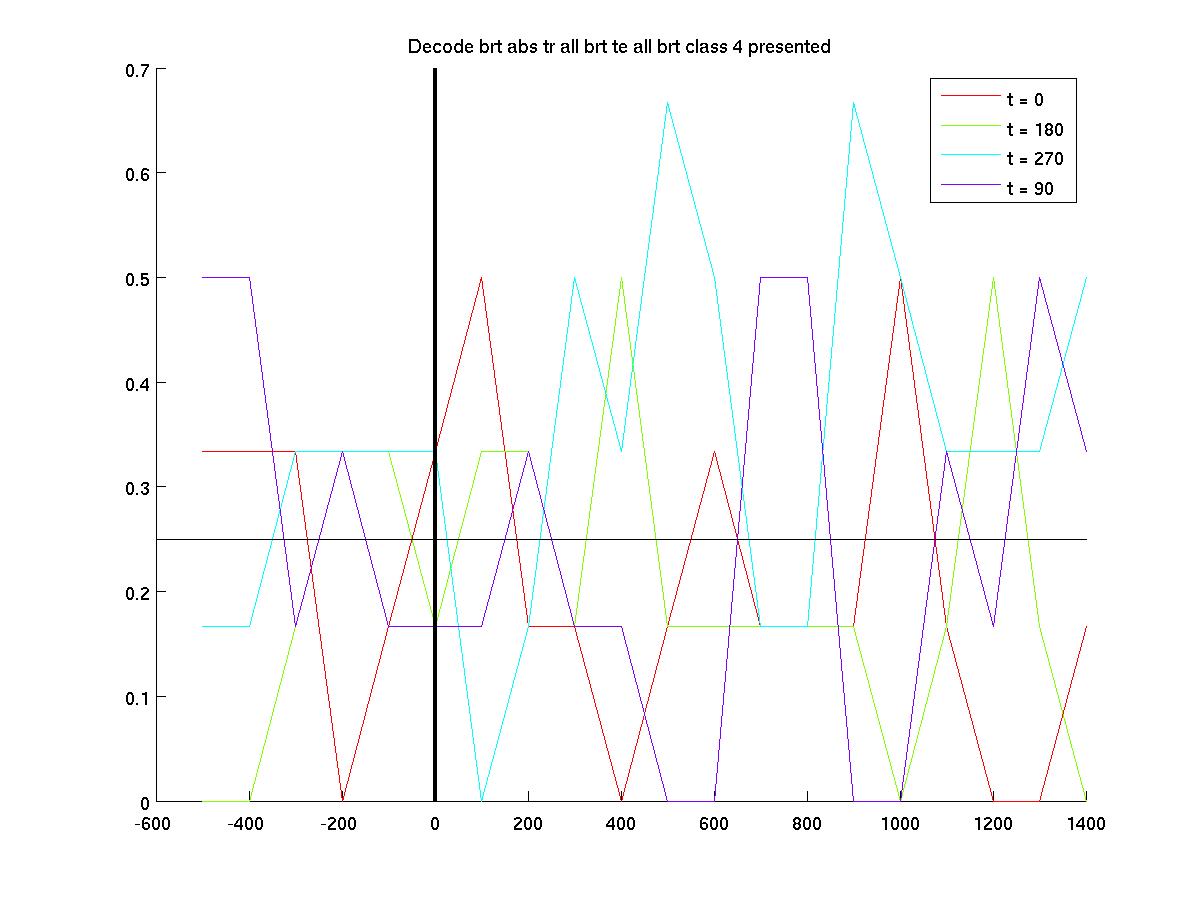 Decode brt abs tr all brt te all brt class 4 presented
0.7
0.6
0.5
0.4
0.3
0.2
0.1
0
-600 -400 -200 0 200 400 600 800 1000 1200 1400
t = 0
t = 180
t = 270
t = 90